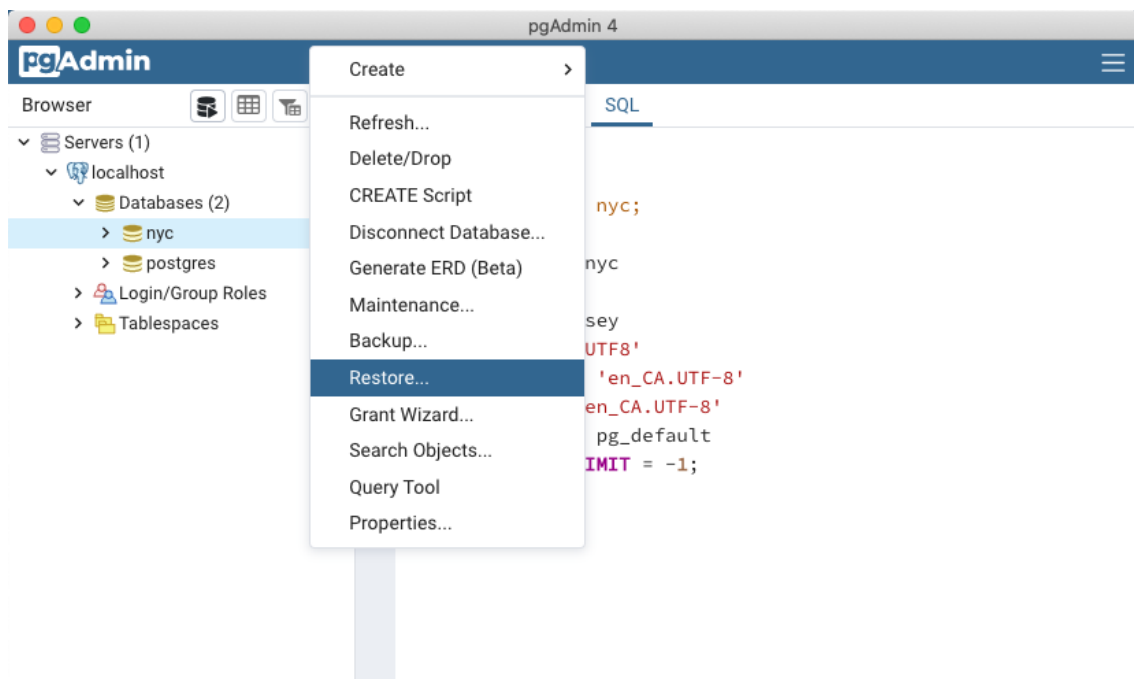 pgAdmin 4
pgAdmin
Browser
Servers (1)
localhost
Databases (2)
nyc
postgres
Login/Group Roles
Tablespaces
Create
Refresh...
Delete/Drop
CREATE Script
Disconnect Database...
Generate ERD (Beta)
Maintenance...
Backup...
Restore...
Grant Wizard...
Search Objects...
Query Tool
Properties...
SQL
nyc;
nyc
sey
UTF8'
'en_CA.UTF-8'
en_CA.UTF-8'
pg_default
IMIT = -1;